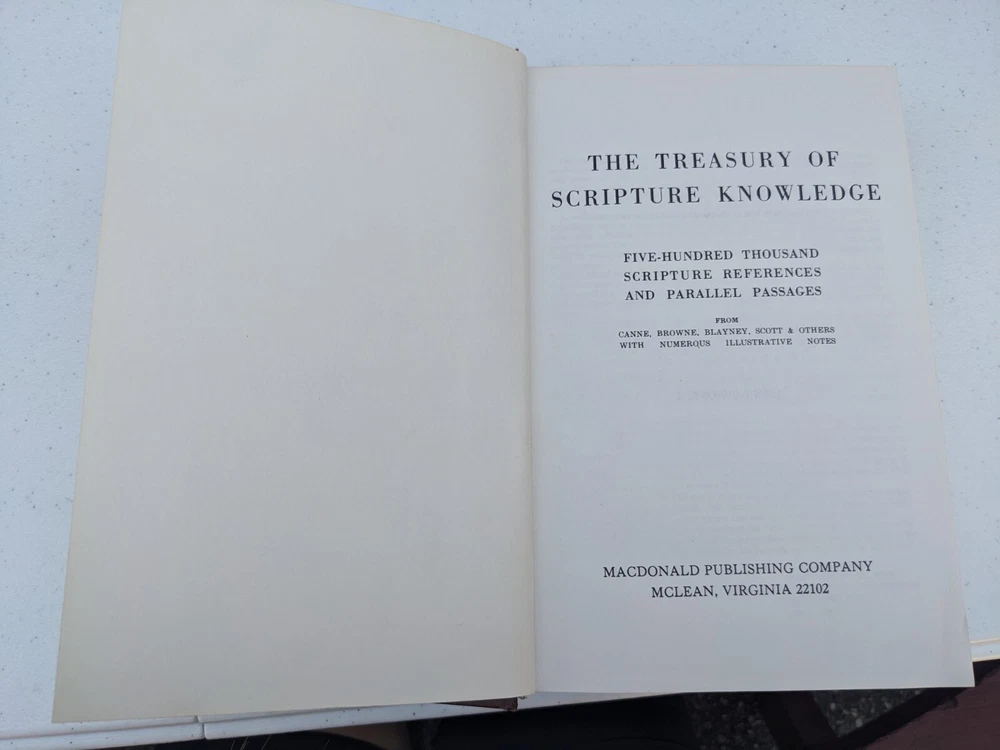 THE TREASURY OF
SCRIPTURE KNOWLEDGE
FIVE-HUNDRED THOUSAND
SCRIPTURE REFERENCES
AND PARALLEL PASSAGES
FROM
CANNE, BROWNE, BLAYNEY, SCOTT & OTHERS
WITH NUMEROUS ILLUSTRATIVE NOTES
MACDONALD PUBLISHING COMPANY
MCLEAN, VIRGINIA 22102